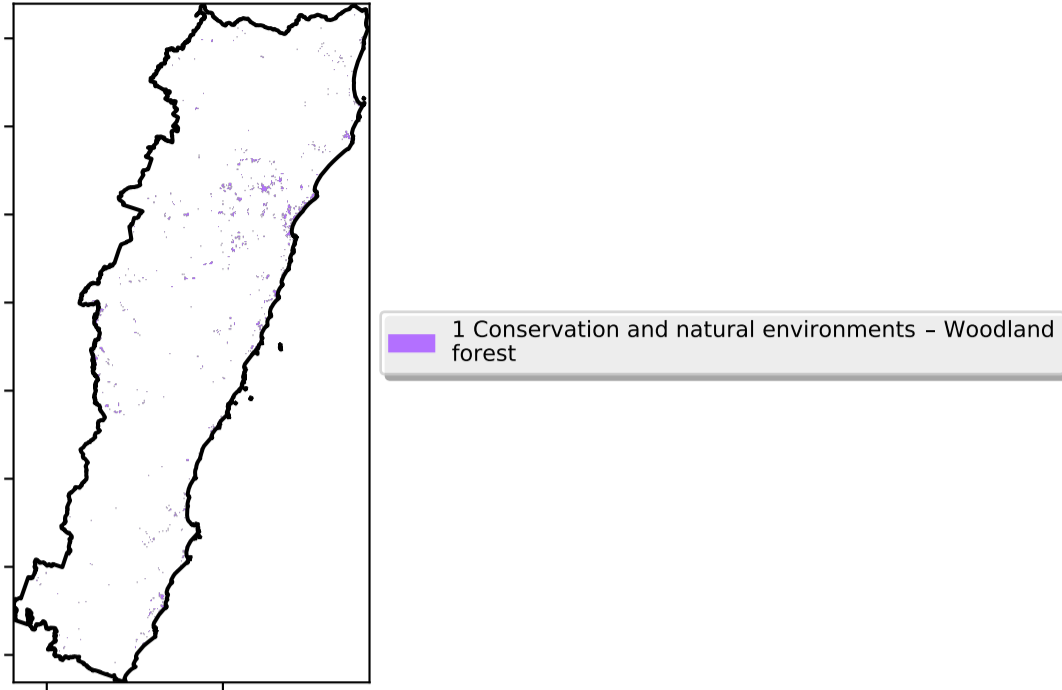 1 Conservation and natural environments – Woodland
forest